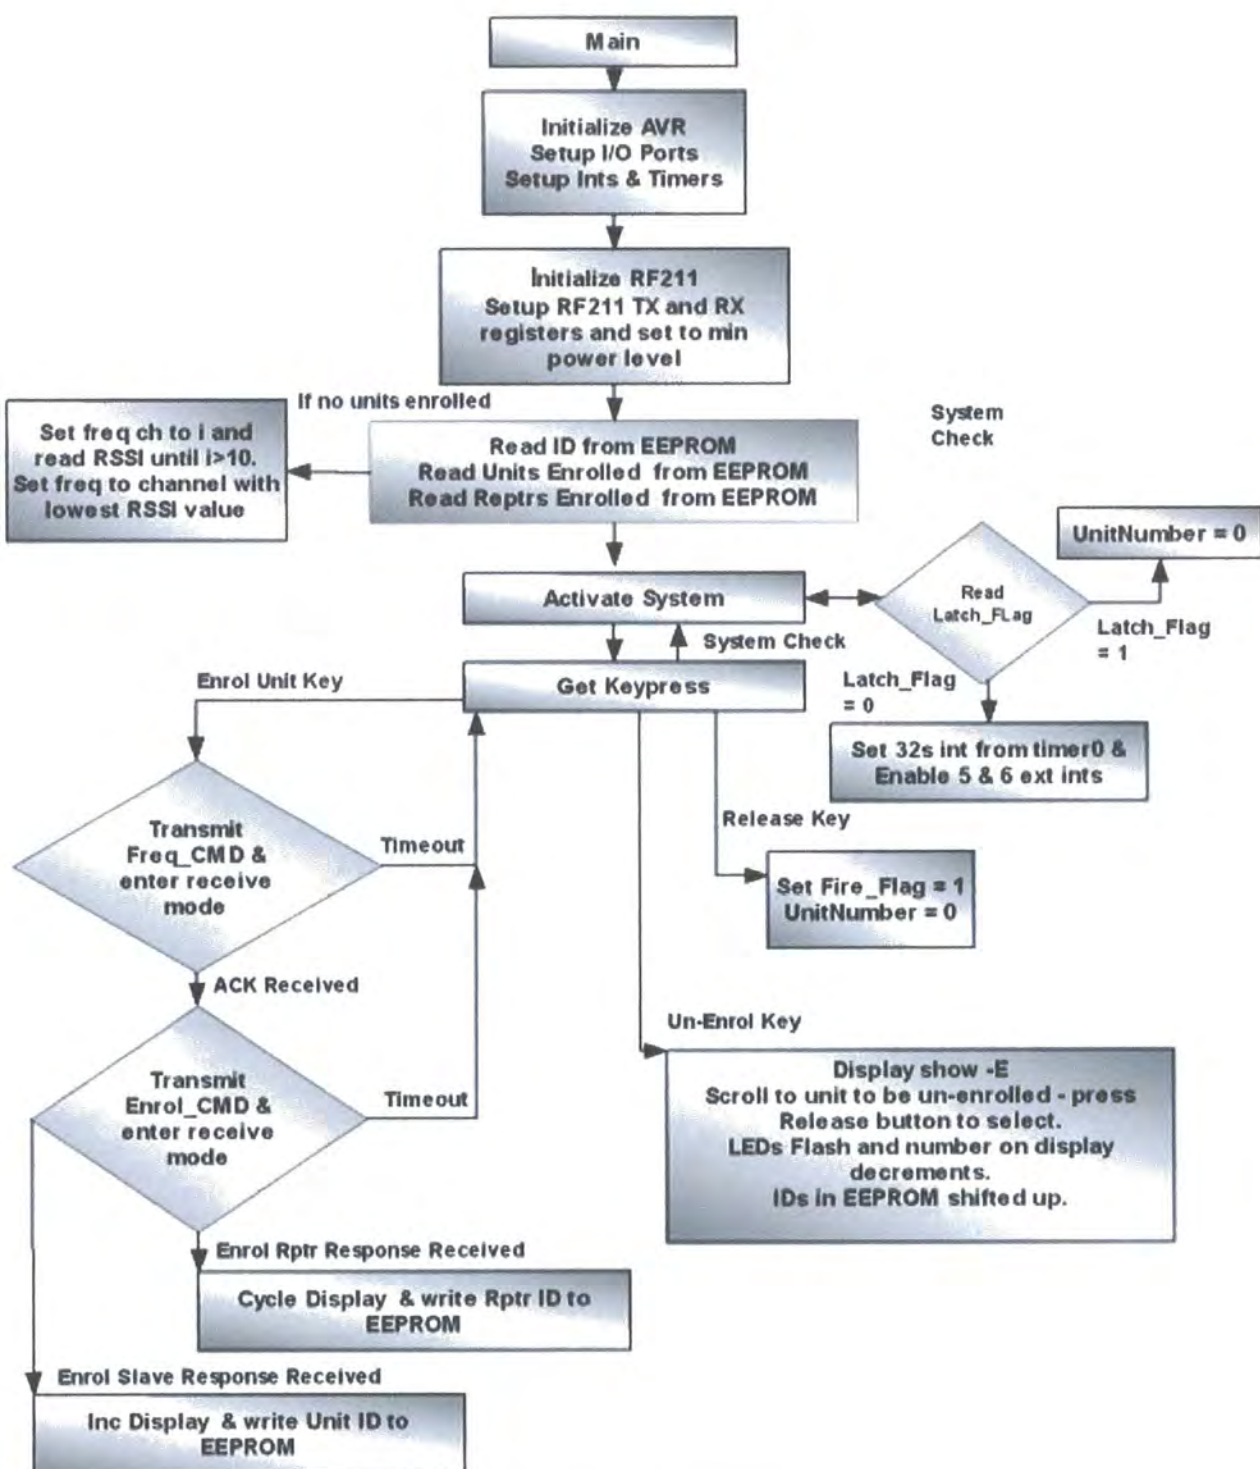 Main
Initialize AVR
Setup I/O Ports
Setup Ints & Timers
Initialize RF211
Setup RF211 TX and RX
registers and set to min
power level
If no units enrolled
Set freq ch to i and
read RSSI until i>10.
Set freq to channel with
lowest RSSI value
Read ID from EEPROM
Read Units Enrolled from EEPROM
Read Reptrs Enrolled from EEPROM
System
Check
UnitNumber = 0
Activate System
Read
Latch_FLag
Latch_Flag
= 1
System Check
Enrol Unit Key
Get Keypress
Latch_Flag
= 0
Set 32s int from timer0 &
Enable 5 & 6 ext ints
Transmit
Freq_CMD &
enter receive
mode
Timeout
Release Key
Set Fire_Flag = 1
UnitNumber = 0
ACK Received
Un-Enrol Key
Transmit
Enrol_CMD &
enter receive
mode
Timeout
Display show -E
Scroll to unit to be un-enrolled - press
Release button to select.
LEDs Flash and number on display
decrements.
IDs in EEPROM shifted up.
Enrol Rptr Response Received
Cycle Display & write Rptr ID to
EEPROM
Enrol Slave Response Received
Inc Display & write Unit ID to
EEPROM